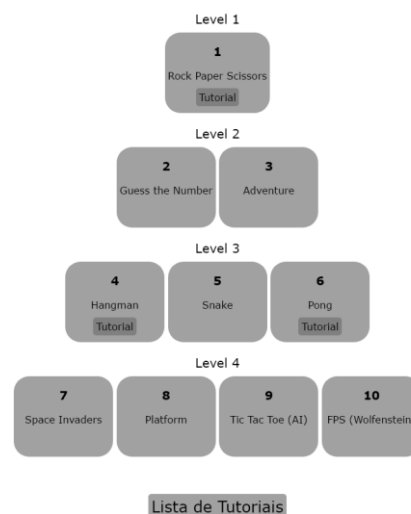 Level 1
1
Rock Paper Scissors
Tutorial
Level 2
2
Guess the Number
3
Adventure
Level 3
4
Hangman
Tutorial
5
Snake
6
Pong
Tutorial
Level 4
7
Space Invaders
8
Platform
9
Tic Tac Toe (AI)
10
FPS (Wolfenstein
Lista de Tutoriais